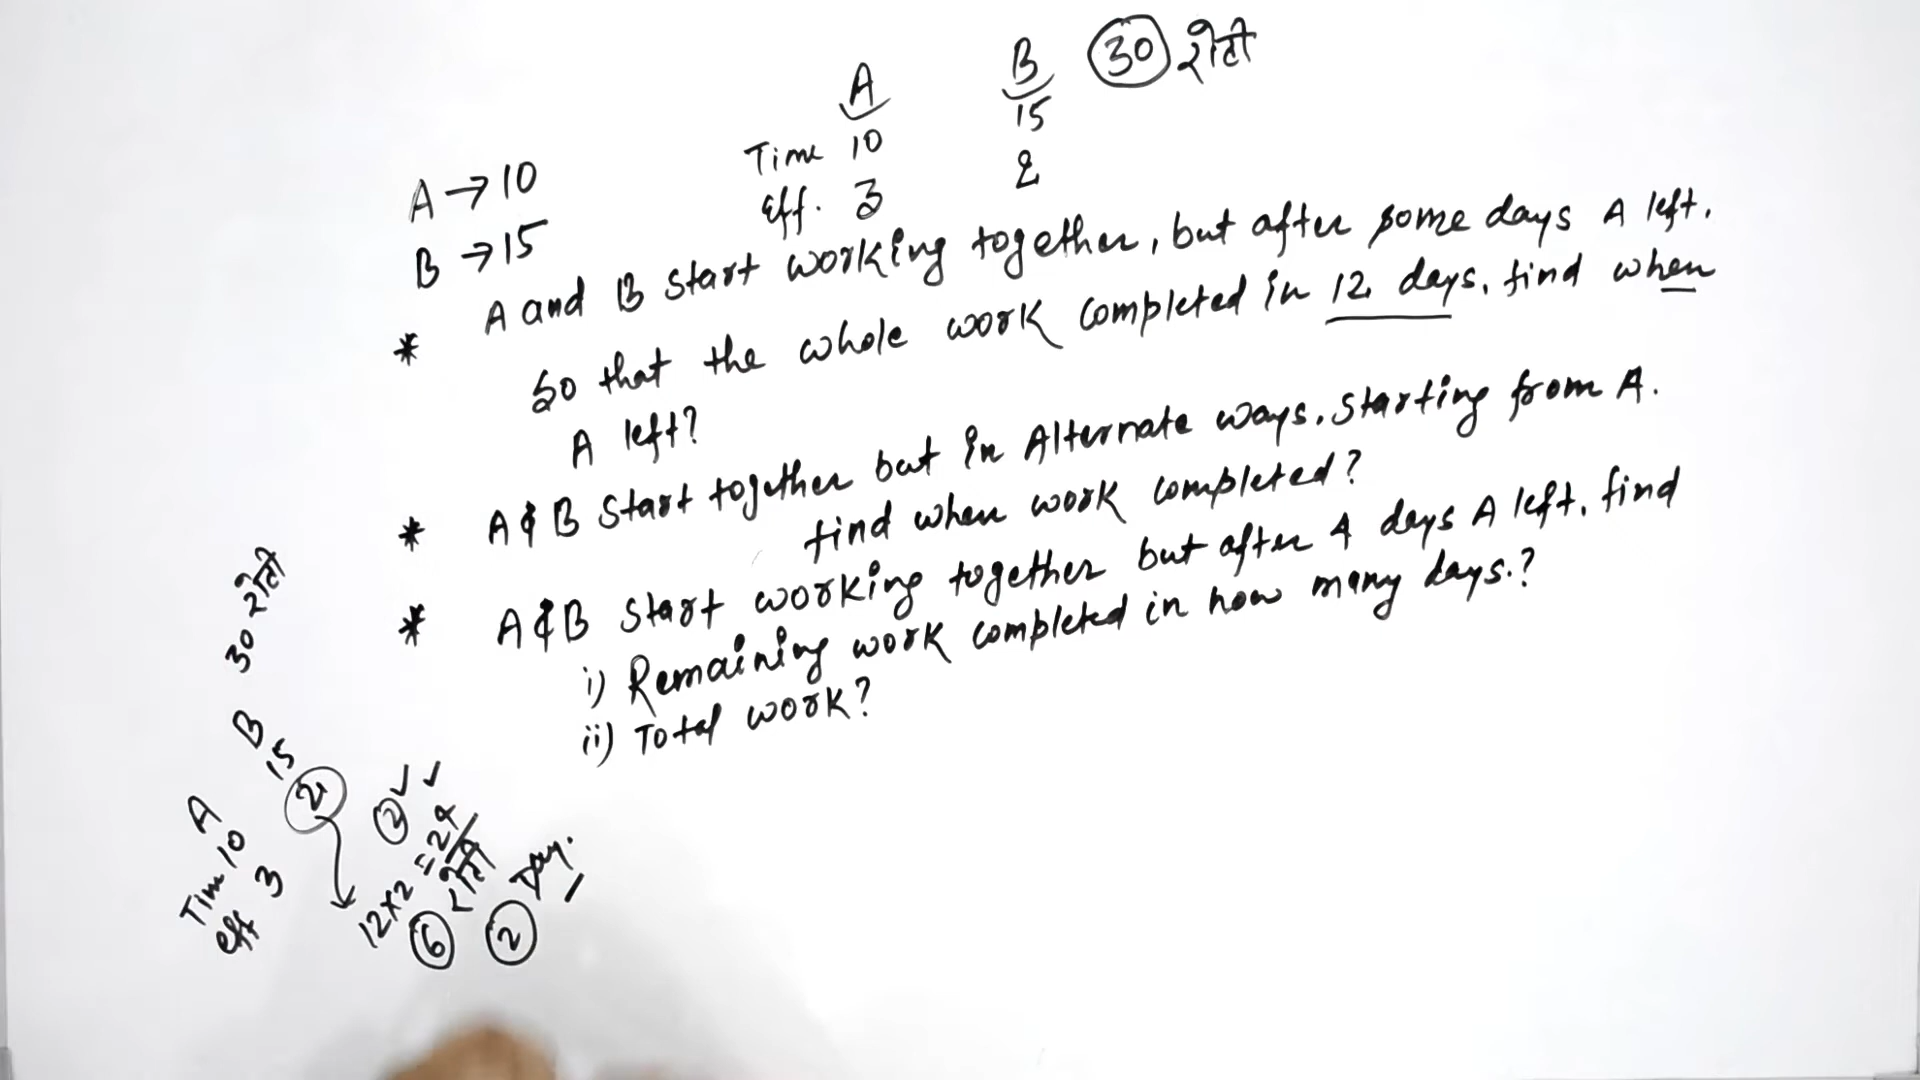 A B 30 रोटी
Time 10 15
eff. 3 2
A → 10
B → 15
* A and B start working together, but after some days A left.
so that the whole work completed in 12 days. find when
A left?
* A & B start together but in Alternate ways. starting from A.
find when work completed?
* A & B start working together but after 4 days A left. find
i) Remaining work completed in how many days.?
ii) Total work?
A B 30 रोटी
Time 10 15
eff 3 2
12×2 = 24
6 रोटी
2 Day.